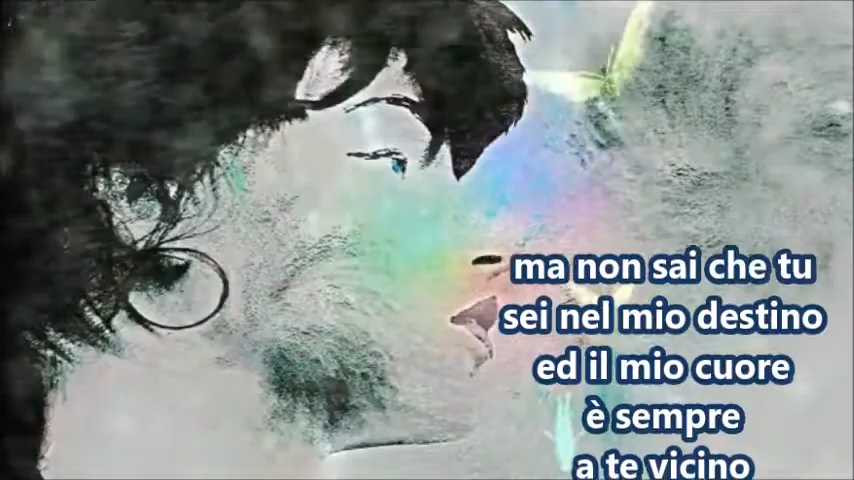 ma non sai che tu
sei nel mio destino
ed il mio cuore
è sempre
a te vicino